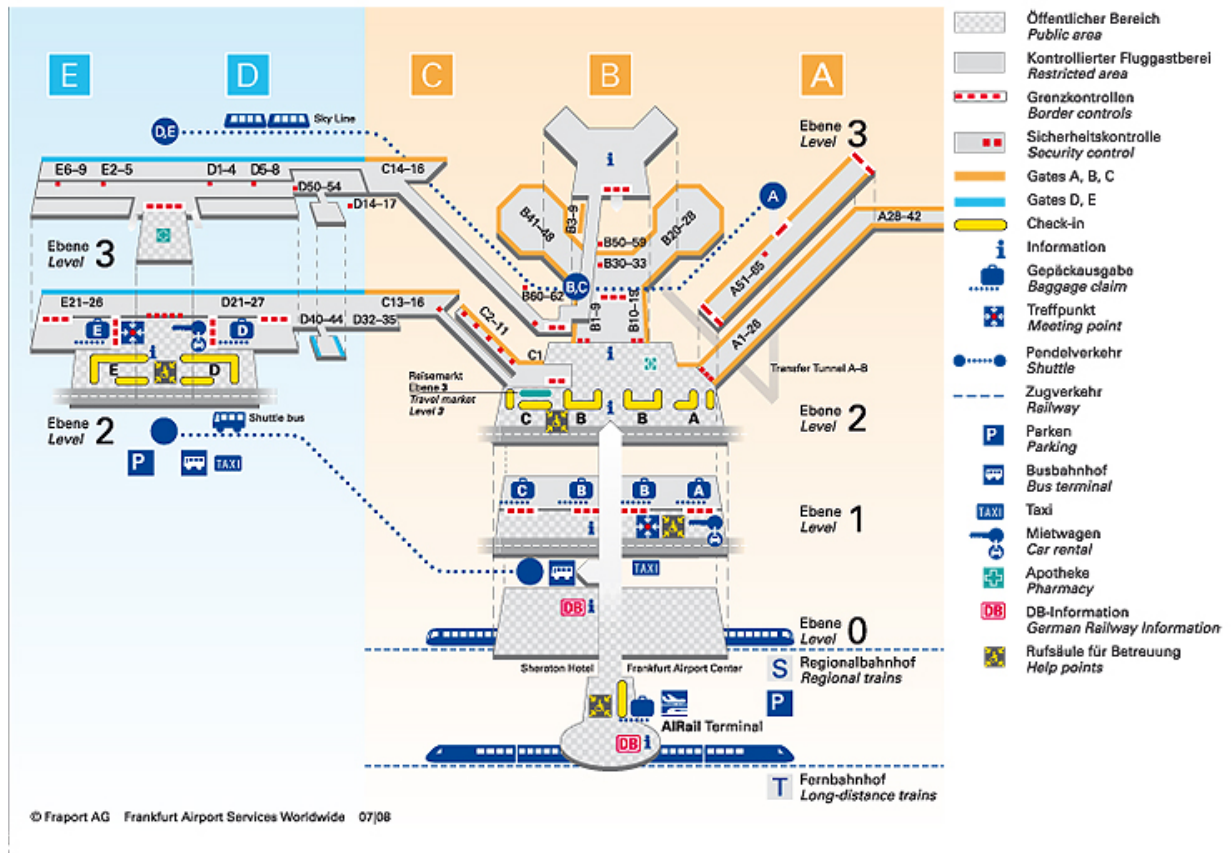 E
D
C
B
A
D,E
Sky Line
Ebene
Level 3
A
E6–9
E2–5
D1–4
D5–8
C14–16
D50–54
D14–17
B41–48
B3–9
B20–28
B50–59
B30–33
A28–42
Ebene
Level 3
B,C
B60–62
A51–65
E21–26
D21–27
C13–16
D40–44
D32–35
C2–11
B1–9
B10–19
A1–26
E
D
i
C1
i
Transfer Tunnel A–B
E
D
Reisemarkt
Ebene 3
Travel market
Level 3
i
C
B
B
A
Ebene
Level 2
Shuttle bus
Ebene
Level 2
P
TAXI
C
B
B
A
i
Ebene
Level 1
TAXI
DB i
Ebene
Level 0
Sheraton Hotel
Frankfurt Airport Center
S
Regionalbahnhof
Regional trains
P
AIRail Terminal
DB i
T
Fernbahnhof
Long-distance trains
© Fraport AG Frankfurt Airport Services Worldwide 07|08
Öffentlicher Bereich
Public area
Kontrollierter Fluggastberei
Restricted area
Grenzkontrollen
Border controls
Sicherheitskontrolle
Security control
Gates A, B, C
Gates D, E
Check-in
i
Information
Gepäckausgabe
Baggage claim
Treffpunkt
Meeting point
Pendelverkehr
Shuttle
Zugverkehr
Railway
P
Parken
Parking
Busbahnhof
Bus terminal
TAXI
Taxi
Mietwagen
Car rental
Apotheke
Pharmacy
DB
DB-Information
German Railway Information
Rufsäule für Betreuung
Help points